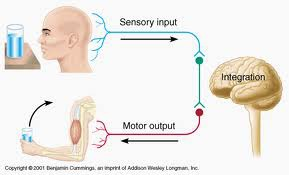 Sensory input
Integration
Motor output
Copyright © 2001 Benjamin Cummings, an imprint of Addison Wesley Longman, Inc.